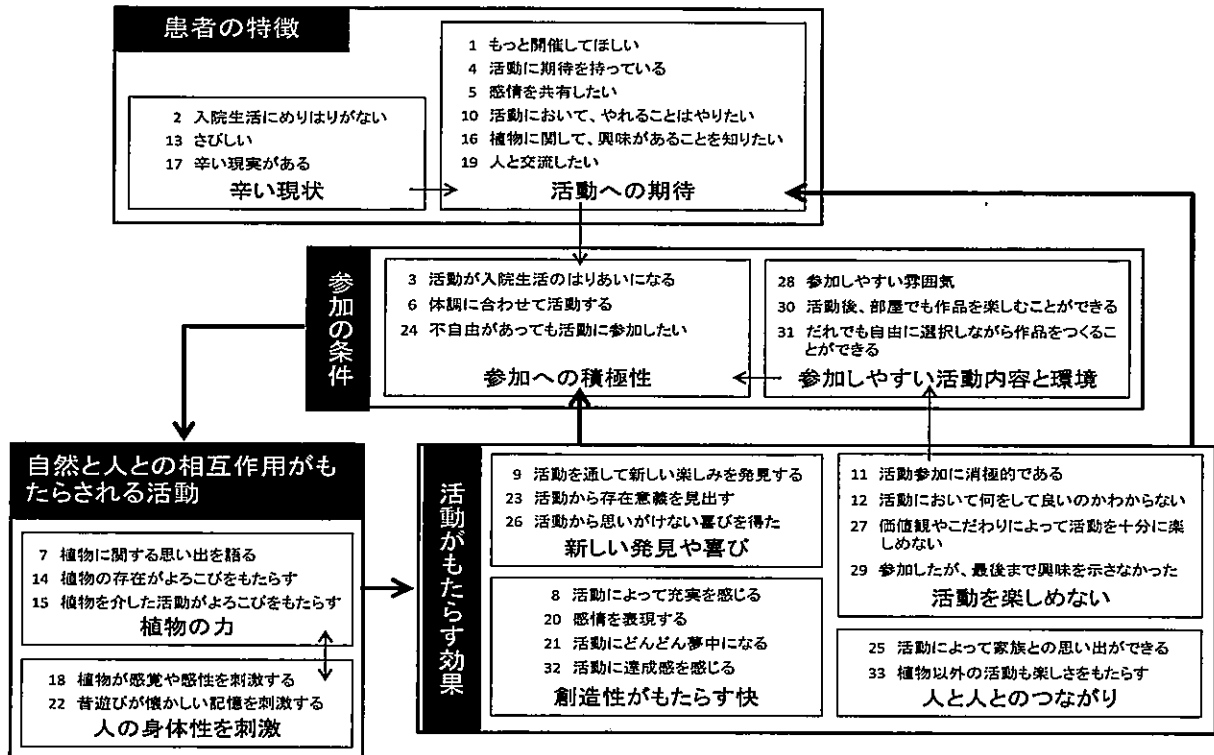 患者の特徴
1 もっと開催してほしい
4 活動に期待を持っている
5 感情を共有したい
10 活動において、やれることはやりたい
16 植物に関して、興味があることを知りたい
19 人と交流したい
活動への期待
2 入院生活にめりはりがない
13 さびしい
17 辛い現実がある
辛い現状
参加の条件
3 活動が入院生活のはりあいになる
6 体調に合わせて活動する
24 不自由があっても活動に参加したい
参加への積極性
28 参加しやすい雰囲気
30 活動後、部屋でも作品を楽しむことができる
31 だれでも自由に選択しながら作品をつくるこ
とができる
参加しやすい活動内容と環境
自然と人との相互作用がも
たらされる活動
7 植物に関する思い出を語る
14 植物の存在がよろこびをもたらす
15 植物を介した活動がよろこびをもたらす
植物の力
18 植物が感覚や感性を刺激する
22 昔遊びが懐かしい記憶を刺激する
人の身体性を刺激
活動がもたらす効果
9 活動を通して新しい楽しみを発見する
23 活動から存在意義を見出す
26 活動から思いがけない喜びを得た
新しい発見や喜び
8 活動によって充実を感じる
20 感情を表現する
21 活動にどんどん夢中になる
32 活動に達成感を感じる
創造性がもたらす快
11 活動参加に消極的である
12 活動において何をして良いのかわからない
27 価値観やこだわりによって活動を十分に楽
しめない
29 参加したが、最後まで興味を示さなかった
活動を楽しめない
25 活動によって家族との思い出ができる
33 植物以外の活動も楽しさをもたらす
人と人とのつながり